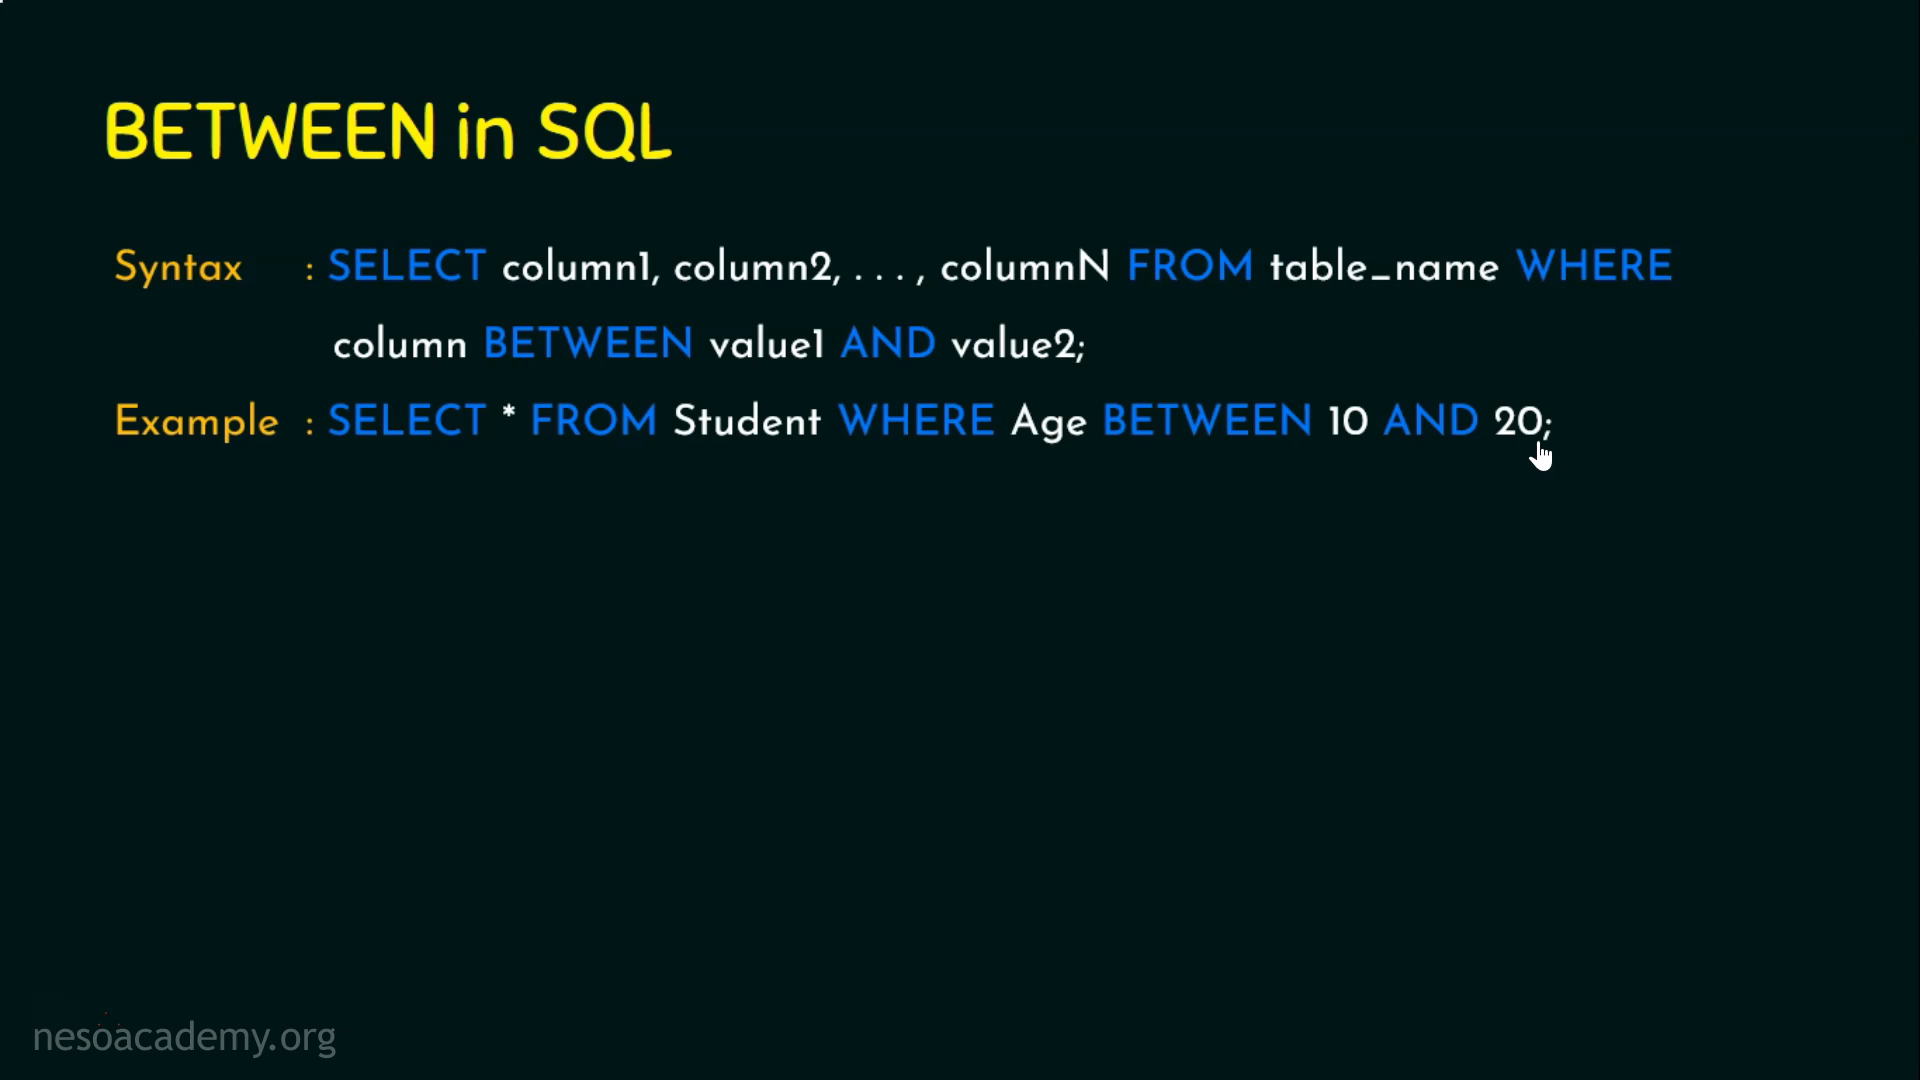 BETWEEN in SQL
Syntax : SELECT column1, column2, . . . , columnN FROM table_name WHERE
column BETWEEN value1 AND value2;
Example : SELECT * FROM Student WHERE Age BETWEEN 10 AND 20;
nesoacademy.org